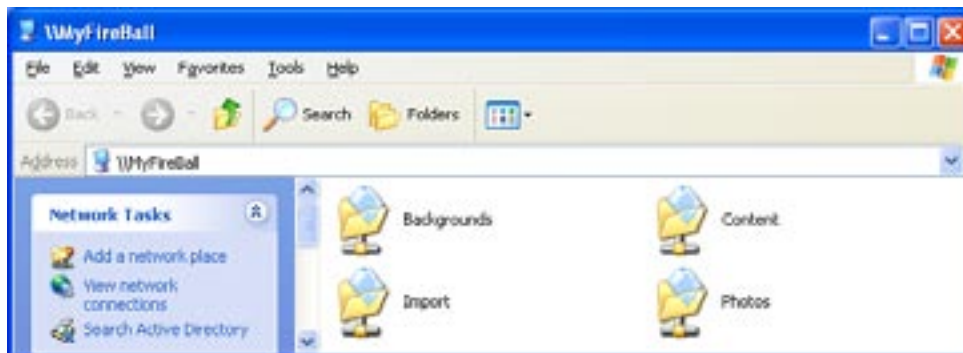 \\MyFireBall
File Edit View Favorites Tools Help
Back Search Folders
Address \\MyFireBall
Network Tasks
Add a network place
View network
connections
Search Active Directory
Backgrounds
Content
Import
Photos